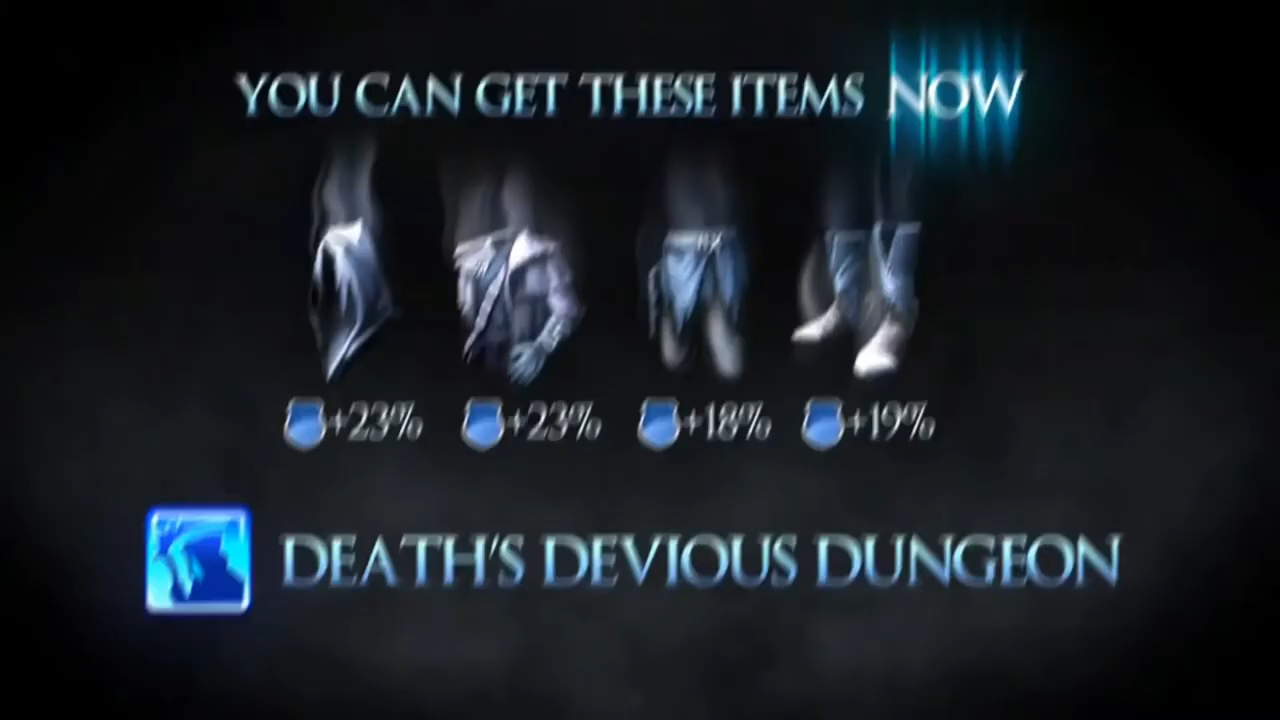 YOU CAN GET THESE ITEMS NOW
+23% +23% +18% +19%
DEATH'S DEVIOUS DUNGEON